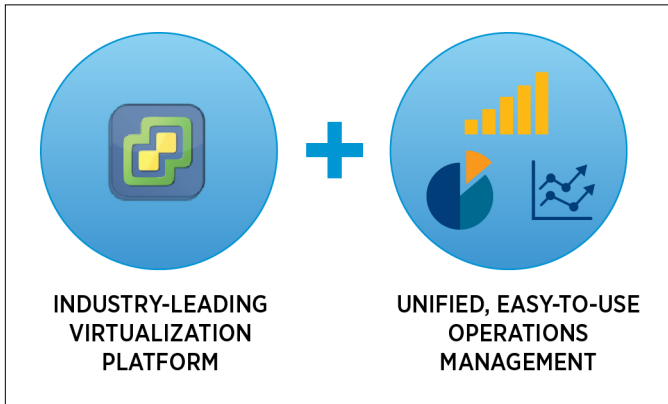 INDUSTRY-LEADING
VIRTUALIZATION
PLATFORM
UNIFIED, EASY-TO-USE
OPERATIONS
MANAGEMENT